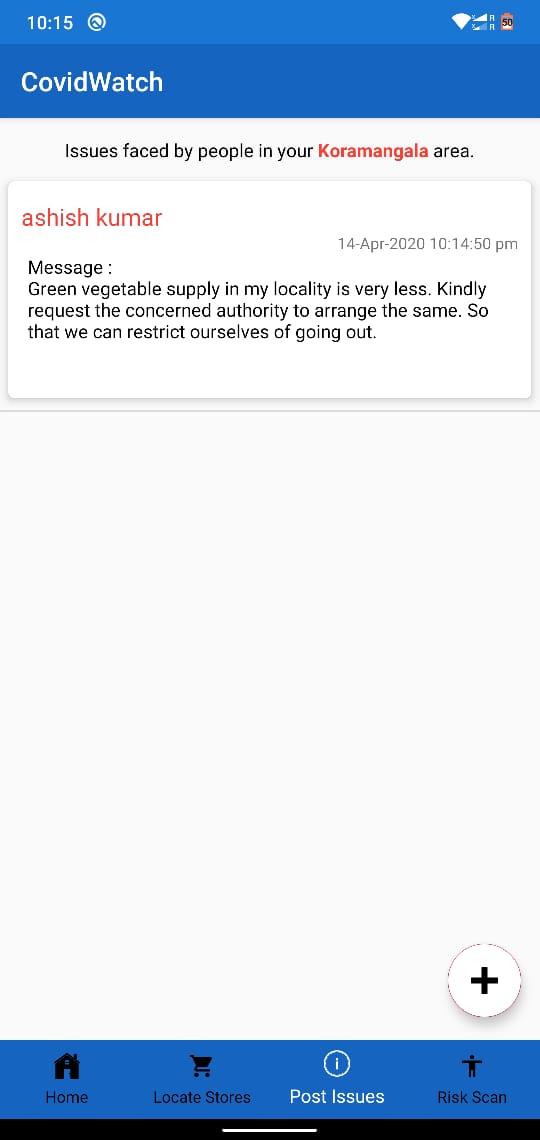 10:15
R
R
50
CovidWatch
Issues faced by people in your Koramangala area.
ashish kumar
14-Apr-2020 10:14:50 pm
Message :
Green vegetable supply in my locality is very less. Kindly
request the concerned authority to arrange the same. So
that we can restrict ourselves of going out.
Home
Locate Stores
Post Issues
Risk Scan